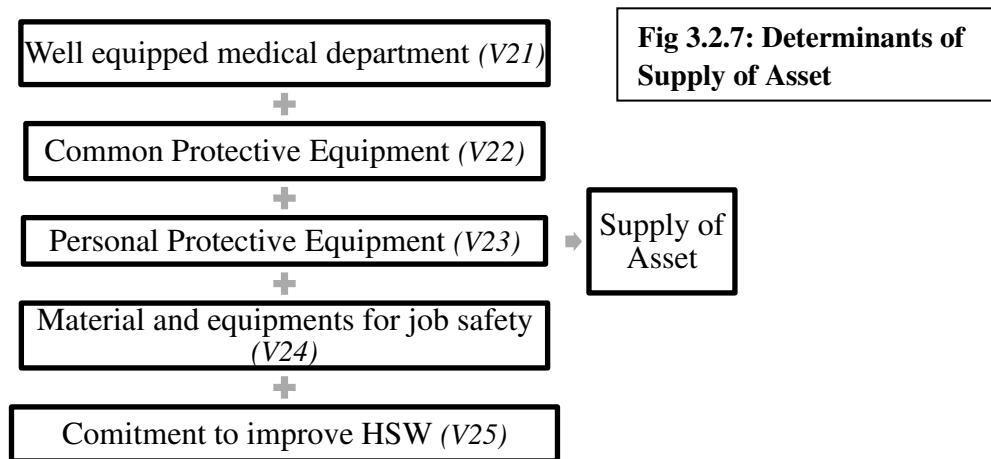 Well equipped medical department (V21)
Fig 3.2.7: Determinants of
Supply of Asset
Common Protective Equipment (V22)
Personal Protective Equipment (V23)
Supply of
Asset
Material and equipments for job safety
(V24)
Comitment to improve HSW (V25)